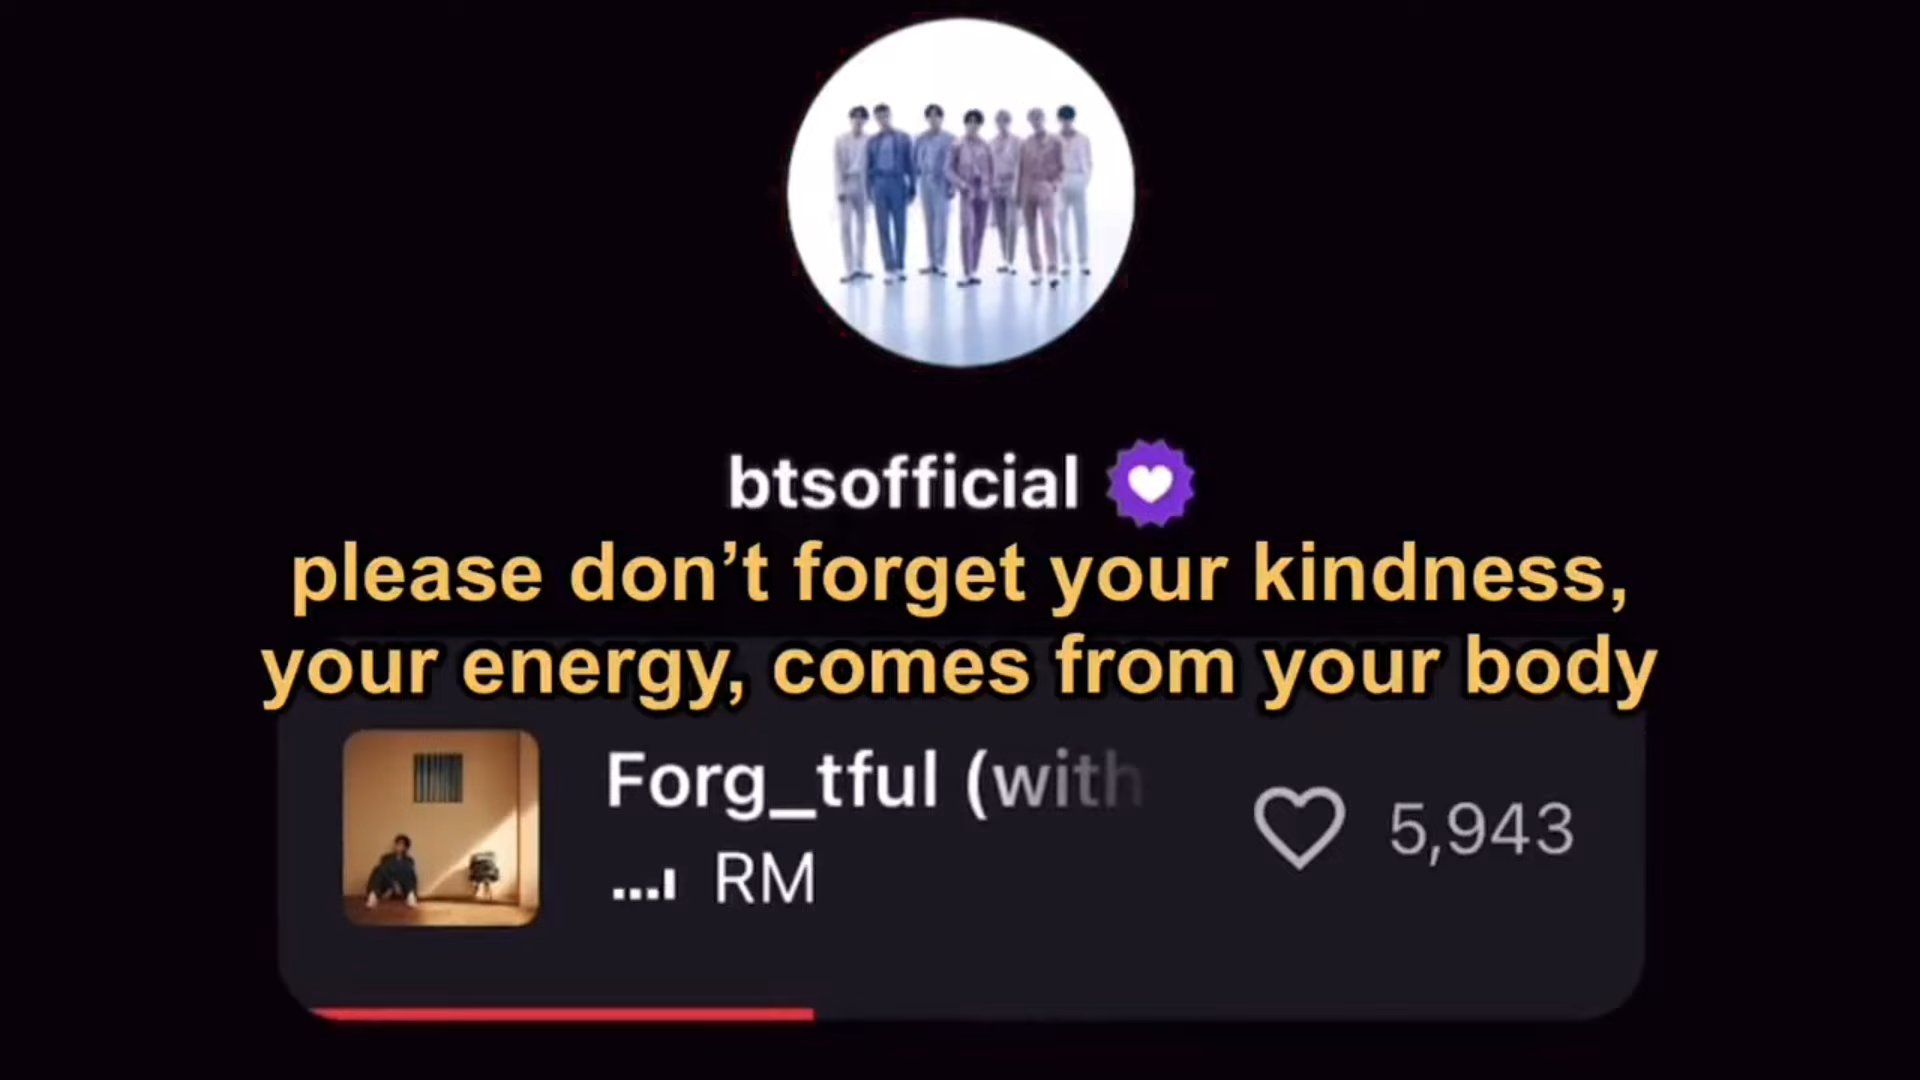 btsofficial
please don’t forget your kindness,
your energy, comes from your body
Forg_tful (with
RM
5,943